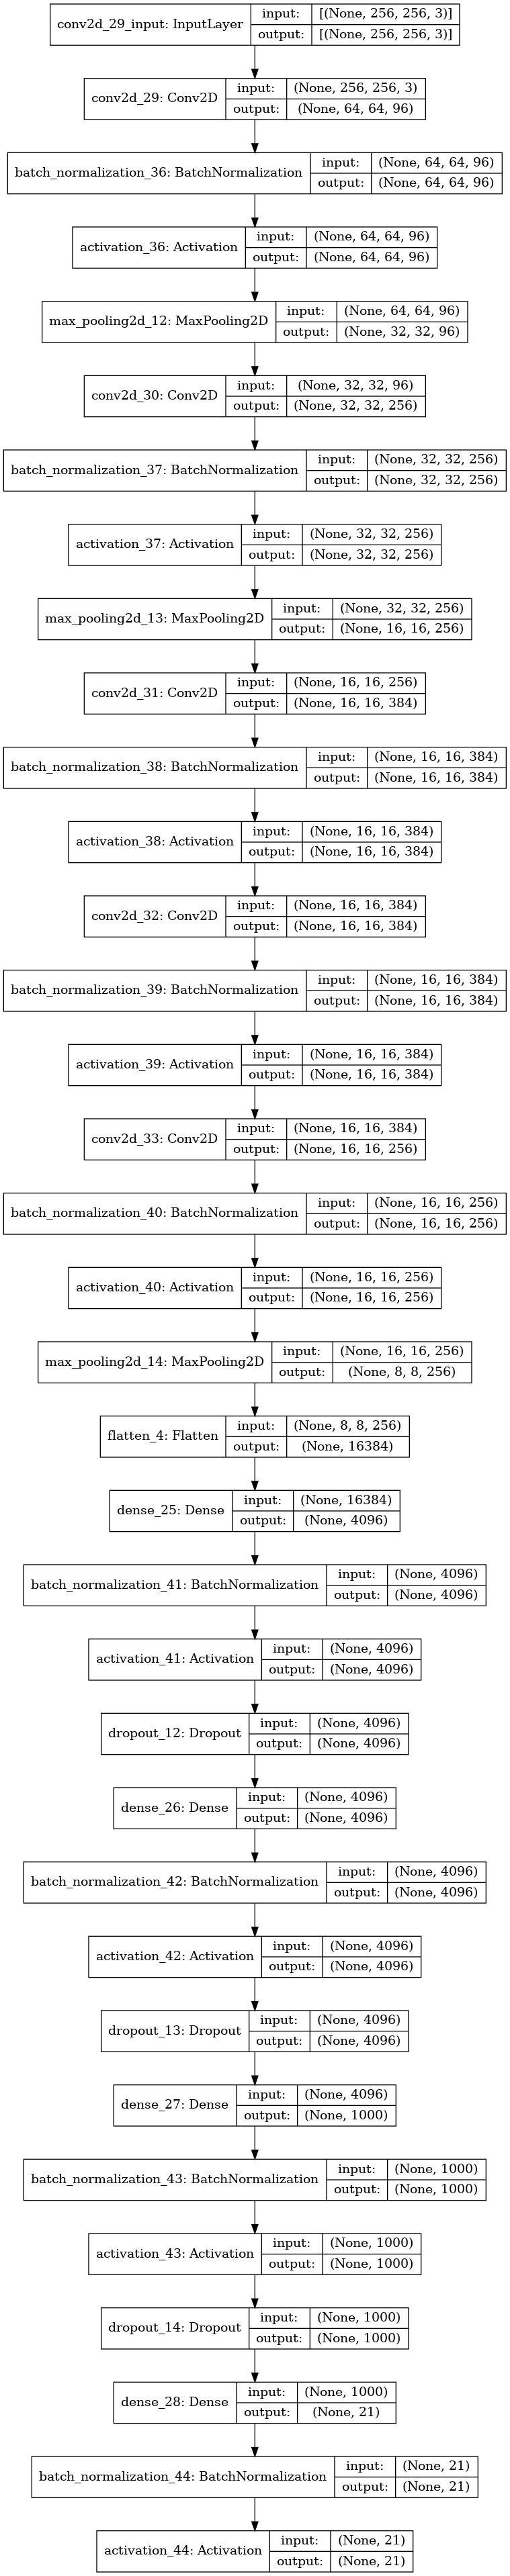 conv2d_29_input: InputLayer input: [(None, 256, 256, 3)]
output: [(None, 256, 256, 3)]
conv2d_29: Conv2D input: (None, 256, 256, 3)
output: (None, 64, 64, 96)
batch_normalization_36: BatchNormalization input: (None, 64, 64, 96)
output: (None, 64, 64, 96)
activation_36: Activation input: (None, 64, 64, 96)
output: (None, 64, 64, 96)
max_pooling2d_12: MaxPooling2D input: (None, 64, 64, 96)
output: (None, 32, 32, 96)
conv2d_30: Conv2D input: (None, 32, 32, 96)
output: (None, 32, 32, 256)
batch_normalization_37: BatchNormalization input: (None, 32, 32, 256)
output: (None, 32, 32, 256)
activation_37: Activation input: (None, 32, 32, 256)
output: (None, 32, 32, 256)
max_pooling2d_13: MaxPooling2D input: (None, 32, 32, 256)
output: (None, 16, 16, 256)
conv2d_31: Conv2D input: (None, 16, 16, 256)
output: (None, 16, 16, 384)
batch_normalization_38: BatchNormalization input: (None, 16, 16, 384)
output: (None, 16, 16, 384)
activation_38: Activation input: (None, 16, 16, 384)
output: (None, 16, 16, 384)
conv2d_32: Conv2D input: (None, 16, 16, 384)
output: (None, 16, 16, 384)
batch_normalization_39: BatchNormalization input: (None, 16, 16, 384)
output: (None, 16, 16, 384)
activation_39: Activation input: (None, 16, 16, 384)
output: (None, 16, 16, 384)
conv2d_33: Conv2D input: (None, 16, 16, 384)
output: (None, 16, 16, 256)
batch_normalization_40: BatchNormalization input: (None, 16, 16, 256)
output: (None, 16, 16, 256)
activation_40: Activation input: (None, 16, 16, 256)
output: (None, 16, 16, 256)
max_pooling2d_14: MaxPooling2D input: (None, 16, 16, 256)
output: (None, 8, 8, 256)
flatten_4: Flatten input: (None, 8, 8, 256)
output: (None, 16384)
dense_25: Dense input: (None, 16384)
output: (None, 4096)
batch_normalization_41: BatchNormalization input: (None, 4096)
output: (None, 4096)
activation_41: Activation input: (None, 4096)
output: (None, 4096)
dropout_12: Dropout input: (None, 4096)
output: (None, 4096)
dense_26: Dense input: (None, 4096)
output: (None, 4096)
batch_normalization_42: BatchNormalization input: (None, 4096)
output: (None, 4096)
activation_42: Activation input: (None, 4096)
output: (None, 4096)
dropout_13: Dropout input: (None, 4096)
output: (None, 4096)
dense_27: Dense input: (None, 4096)
output: (None, 1000)
batch_normalization_43: BatchNormalization input: (None, 1000)
output: (None, 1000)
activation_43: Activation input: (None, 1000)
output: (None, 1000)
dropout_14: Dropout input: (None, 1000)
output: (None, 1000)
dense_28: Dense input: (None, 1000)
output: (None, 21)
batch_normalization_44: BatchNormalization input: (None, 21)
output: (None, 21)
activation_44: Activation input: (None, 21)
output: (None, 21)